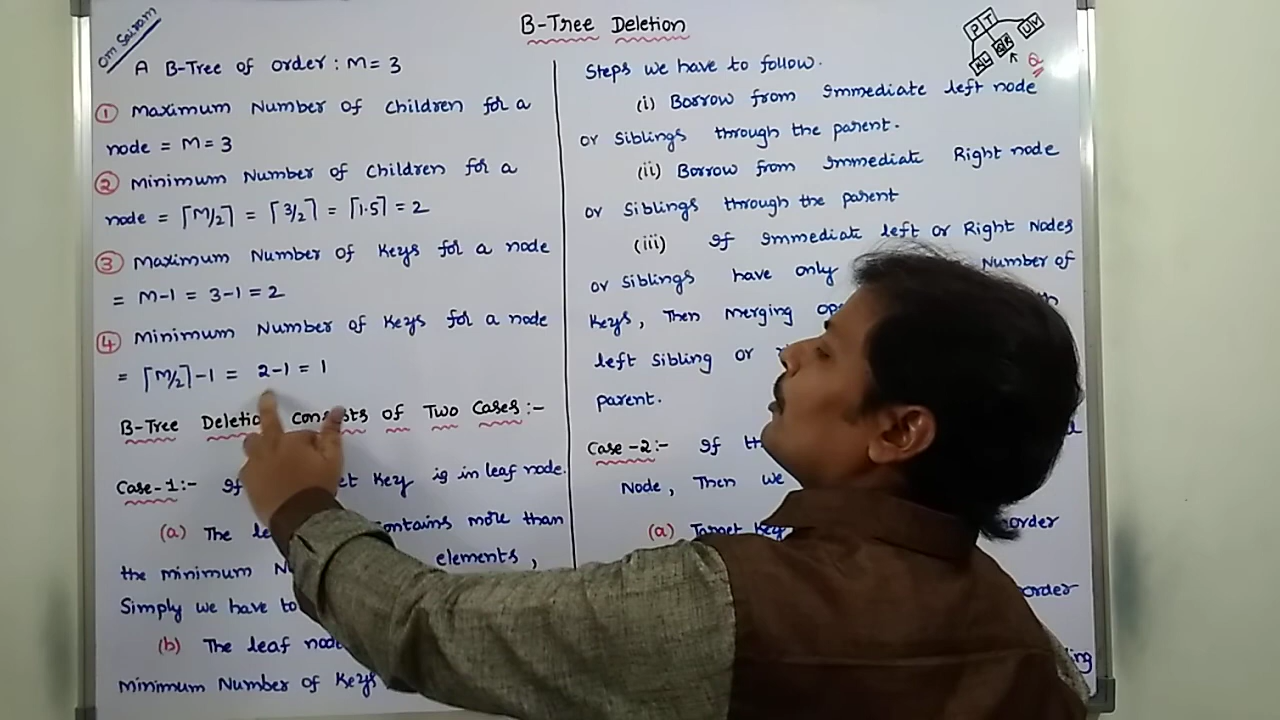 Om Sairam
B-Tree Deletion
A B-Tree of order : M = 3
① Maximum Number of children for a
node = M = 3
② Minimum Number of children for a
node = ⌈M/2⌉ = ⌈3/2⌉ = ⌈1.5⌉ = 2
③ Maximum Number of Keys for a node
= M-1 = 3-1 = 2
④ Minimum Number of Keys for a node
= ⌈M/2⌉-1 = 2-1 = 1
B-Tree Deletion consists of Two Cases:-
Case-1:- If Key is in leaf node.
(a) The contains more than
the minimum elements,
Simply we have to
(b) The leaf node
Minimum Number of Keys
P T
UV
QR
Q
Steps we have to follow.
(i) Borrow from immediate left node
or siblings through the parent.
(ii) Borrow from immediate Right node
or siblings through the parent
(iii) If immediate left or Right Nodes
or siblings have only Number of
Keys, Then merging
left sibling or
parent.
Case-2:- If
Node, Then we
(a) Target Key order
order